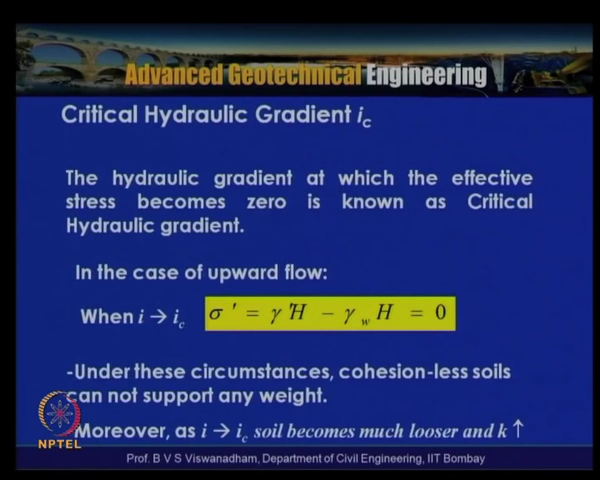 Advanced Geotechnical Engineering
Critical Hydraulic Gradient i_c
The hydraulic gradient at which the effective
stress becomes zero is known as Critical
Hydraulic gradient.
In the case of upward flow:
When i → i_c σ ' = γ 'H − γ_w H = 0
-Under these circumstances, cohesion-less soils
can not support any weight.
-Moreover, as i → i_c soil becomes much looser and k ↑
NPTEL
Prof. B V S Viswanadham, Department of Civil Engineering, IIT Bombay